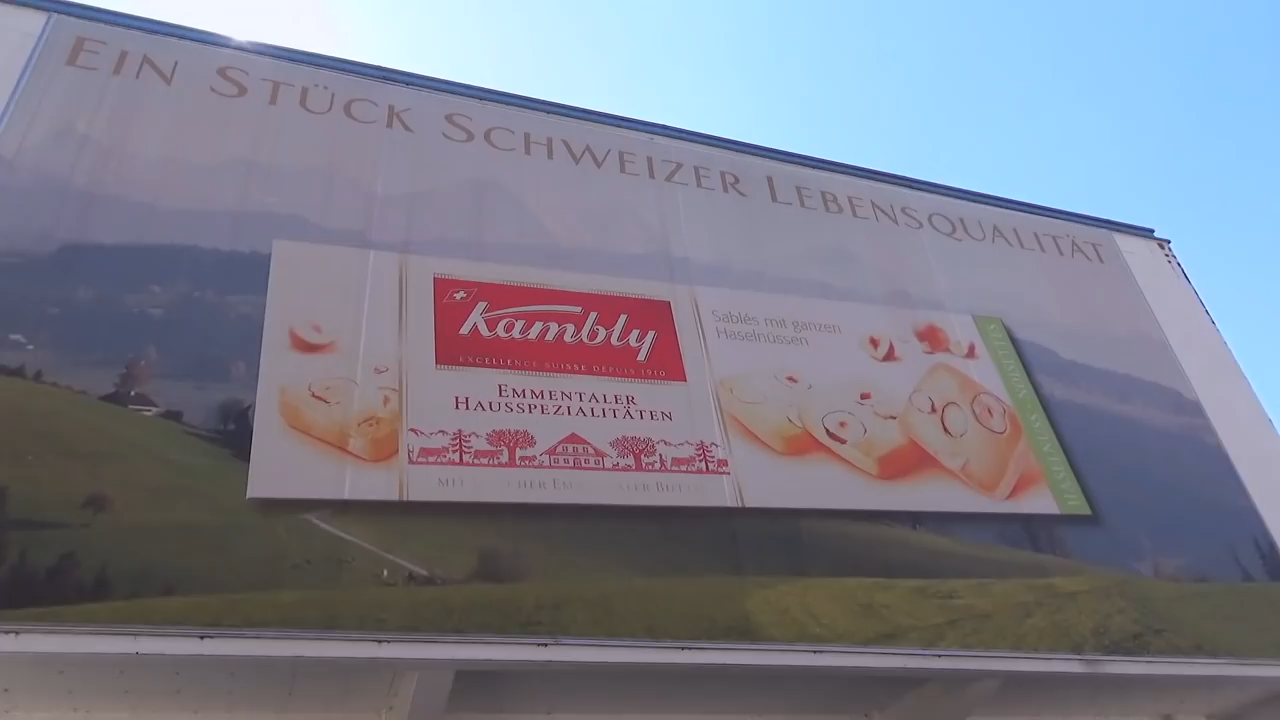 EIN STÜCK SCHWEIZER LEBENSQUALITÄT
Kambly
EXCELLENCE SUISSE DEPUIS 1910
EMMENTALER
HAUSSPEZIALITÄTEN
Sablés mit ganzen
Haselnüssen